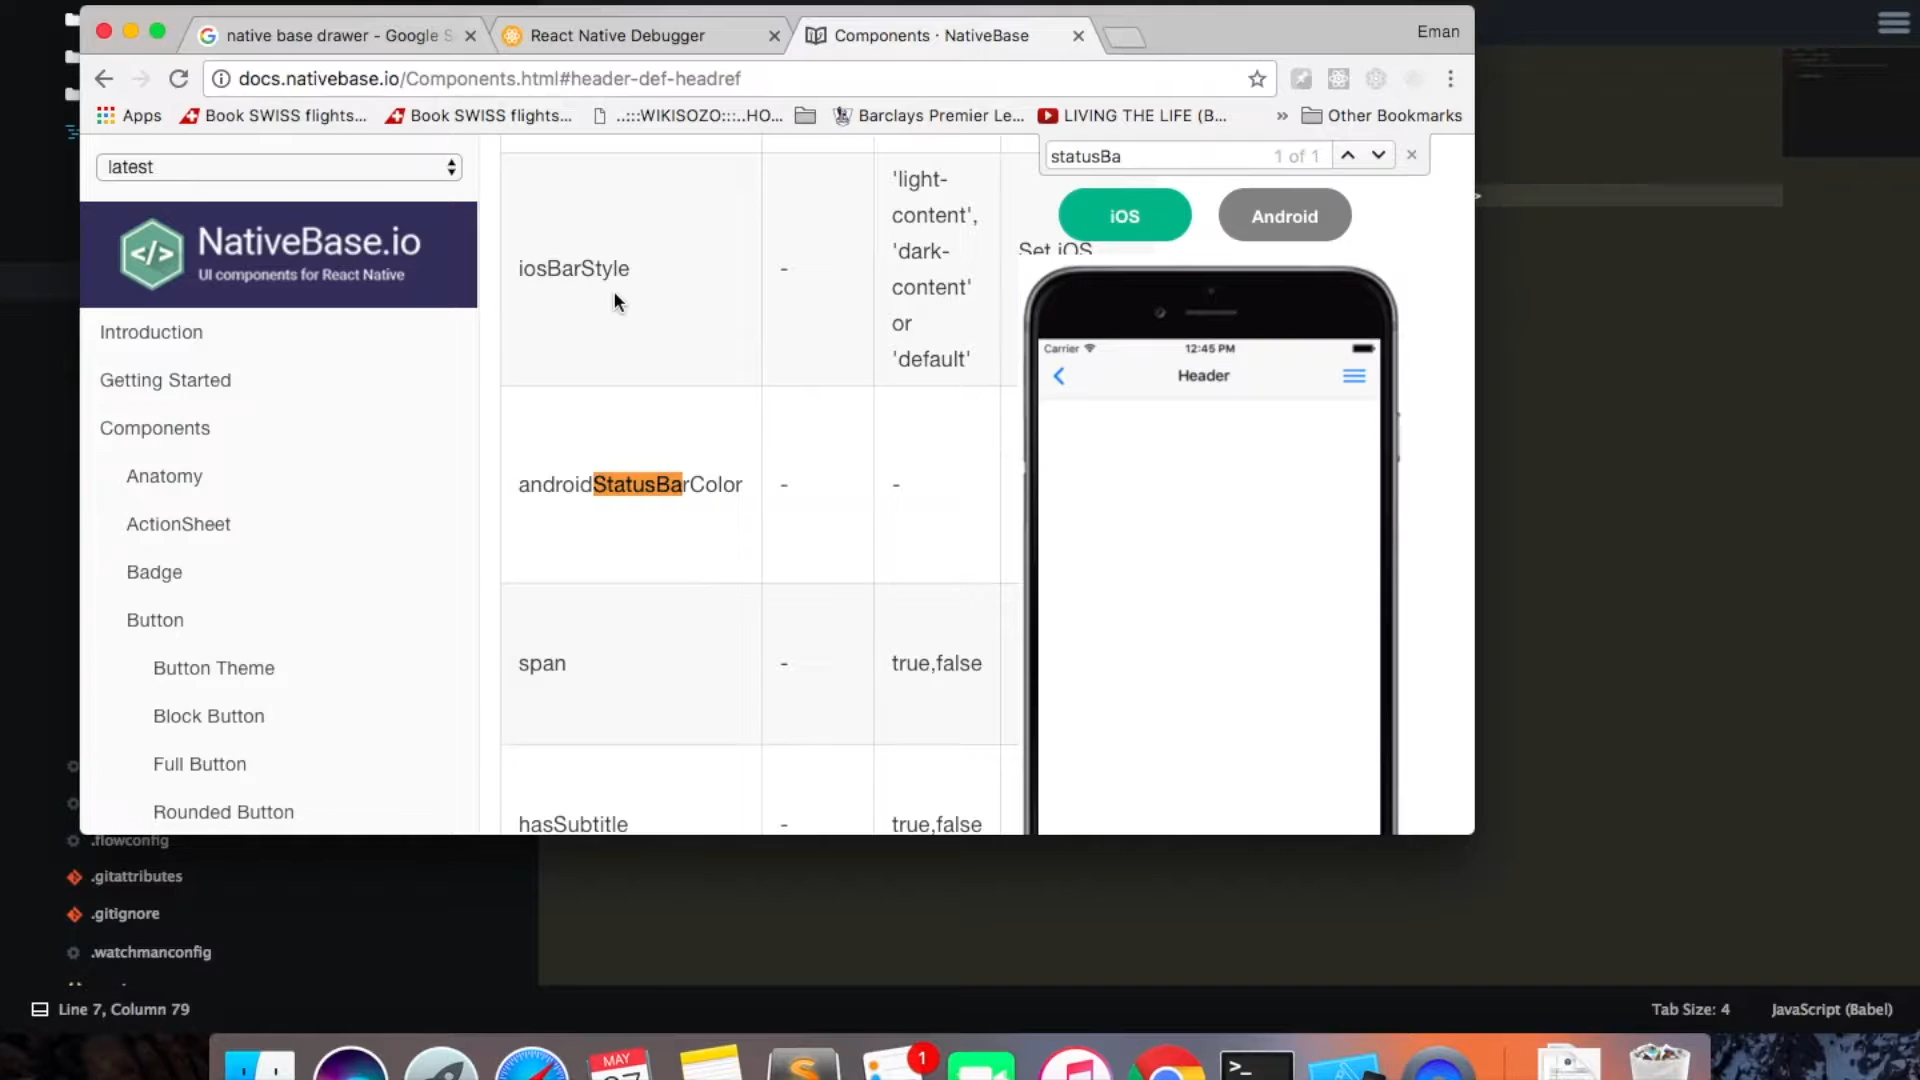 native base drawer - Google S
React Native Debugger
Components · NativeBase
Eman
docs.nativebase.io/Components.html#header-def-headref
Apps
Book SWISS flights...
Book SWISS flights...
..:::WIKISOZO:::..HO...
Barclays Premier Le...
LIVING THE LIFE (B...
»
Other Bookmarks
statusBa
1 of 1
latest
NativeBase.io
UI components for React Native
Introduction
Getting Started
Components
Anatomy
ActionSheet
Badge
Button
Button Theme
Block Button
Full Button
Rounded Button
iosBarStyle
-
'light-
content',
'dark-
content'
or
'default'
Set iOS
androidStatusBarColor
-
-
span
-
true,false
hasSubtitle
-
true,false
iOS
Android
Carrier
12:45 PM
Header
.flowconfig
.gitattributes
.gitignore
.watchmanconfig
Line 7, Column 79
Tab Size: 4
JavaScript (Babel)
MAY
1
>_